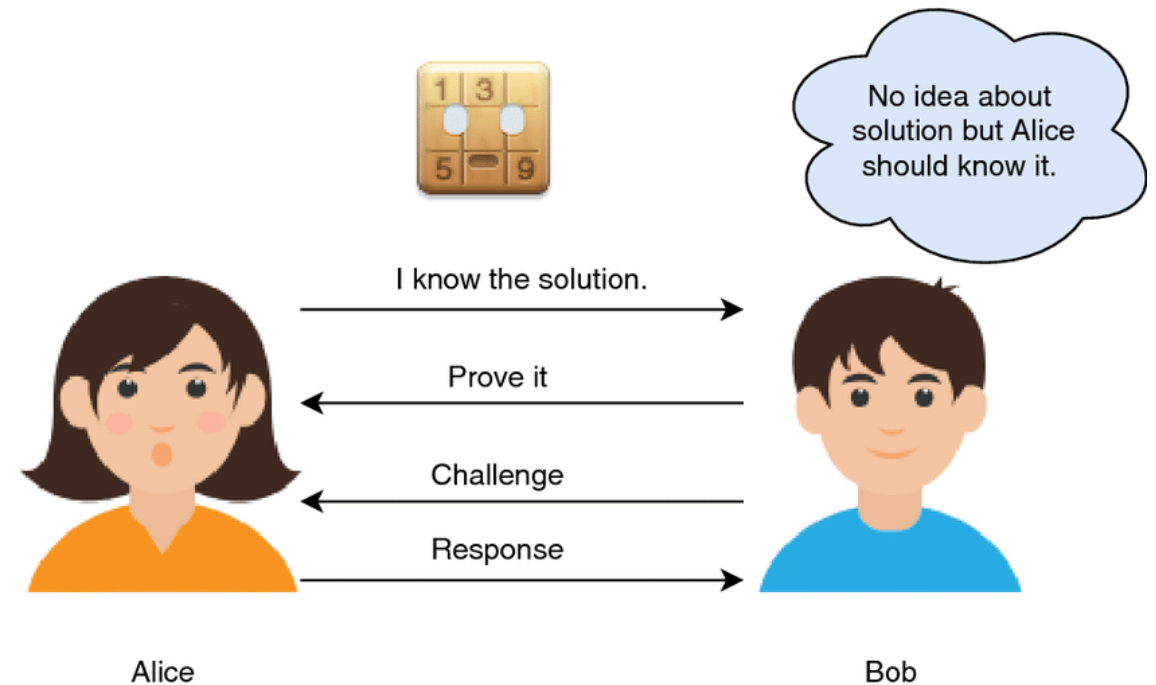 1 3
5 9
No idea about
solution but Alice
should know it.
I know the solution.
Prove it
Challenge
Response
Alice
Bob